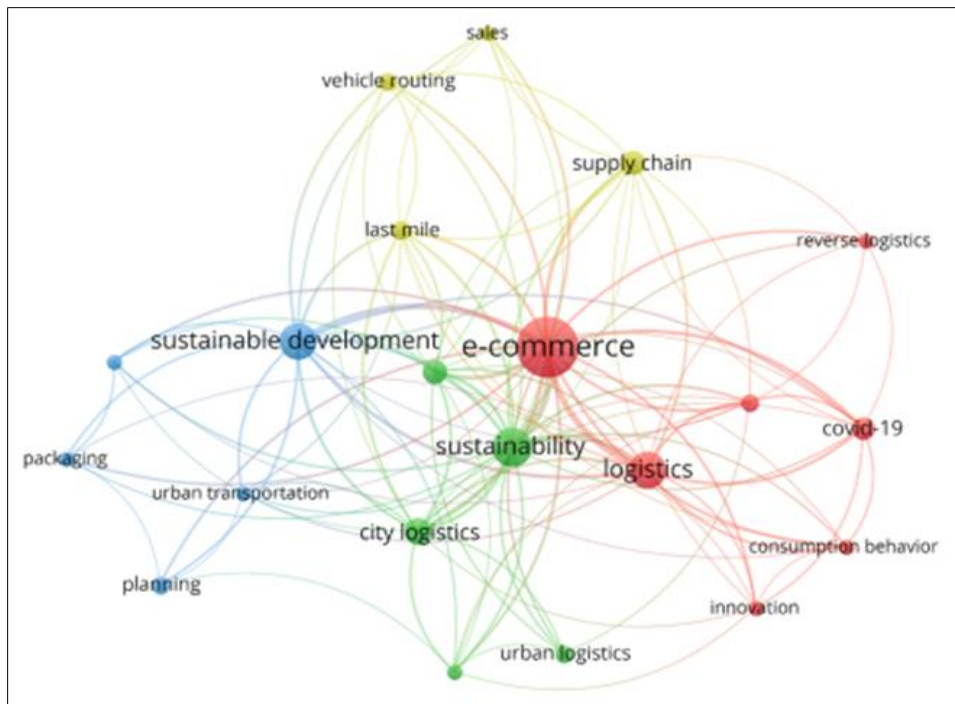 sales
vehicle routing
supply chain
last mile
reverse logistics
sustainable development
e-commerce
covid-19
sustainability
packaging
logistics
urban transportation
city logistics
consumption behavior
planning
innovation
urban logistics